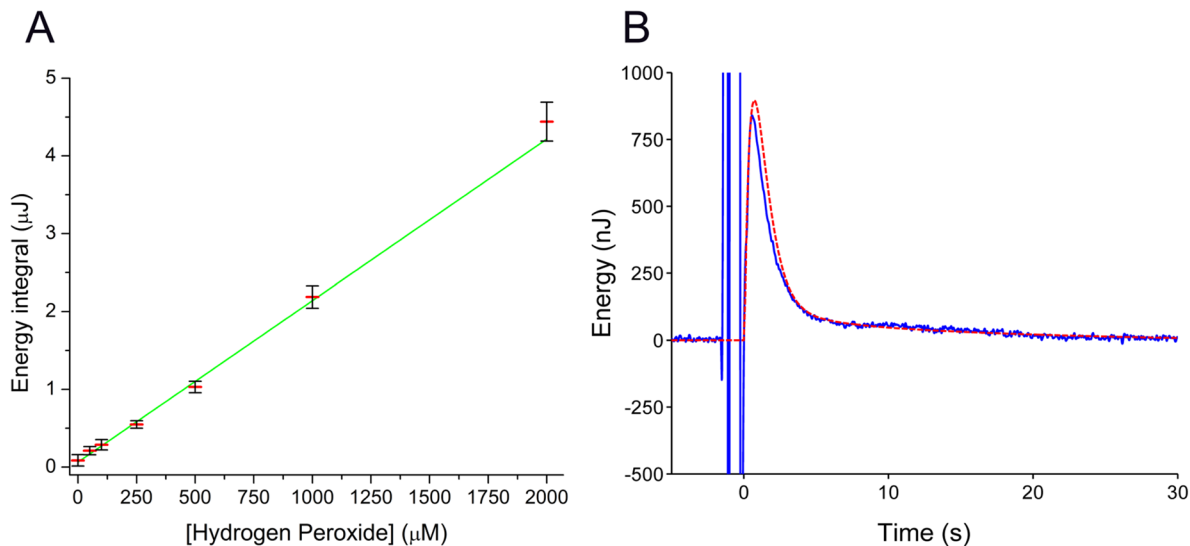 A
Energy integral (μJ)
5
4
3
2
1
0
0 250 500 750 1000 1250 1500 1750 2000
[Hydrogen Peroxide] (μM)
B
Energy (nJ)
1000
750
500
250
0
-250
-500
0 10 20 30
Time (s)